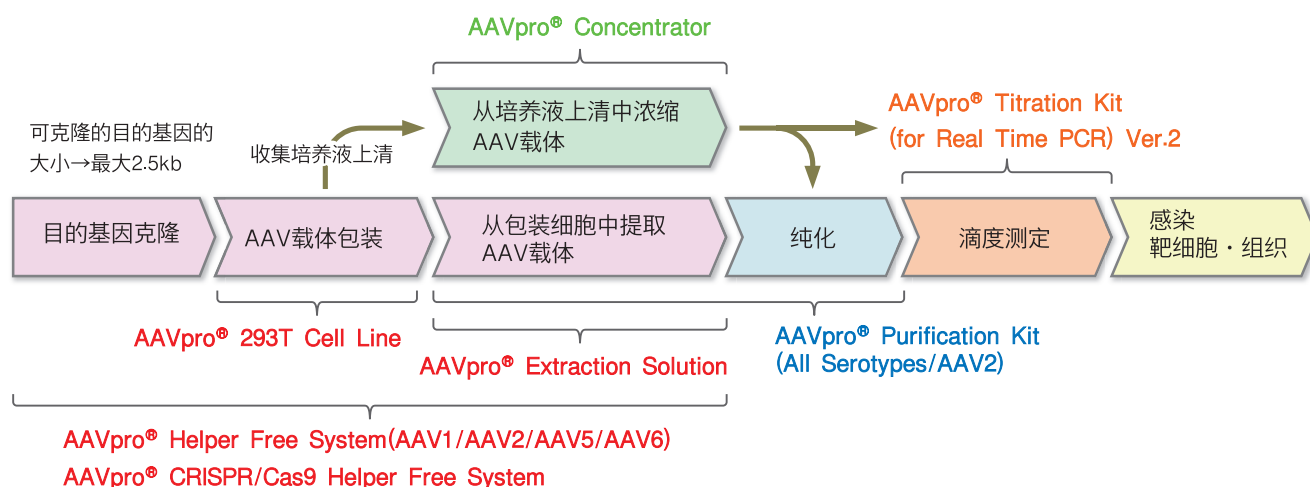 AAVpro® Concentrator
可克隆的目的基因的
大小→最大2.5kb
收集培养液上清
从培养液上清中浓缩
AAV载体
AAVpro® Titration Kit
(for Real Time PCR) Ver.2
目的基因克隆
AAV载体包装
从包装细胞中提取
AAV载体
纯化
滴度测定
感染
靶细胞·组织
AAVpro® 293T Cell Line
AAVpro® Extraction Solution
AAVpro® Purification Kit
(All Serotypes/AAV2)
AAVpro® Helper Free System(AAV1/AAV2/AAV5/AAV6)
AAVpro® CRISPR/Cas9 Helper Free System